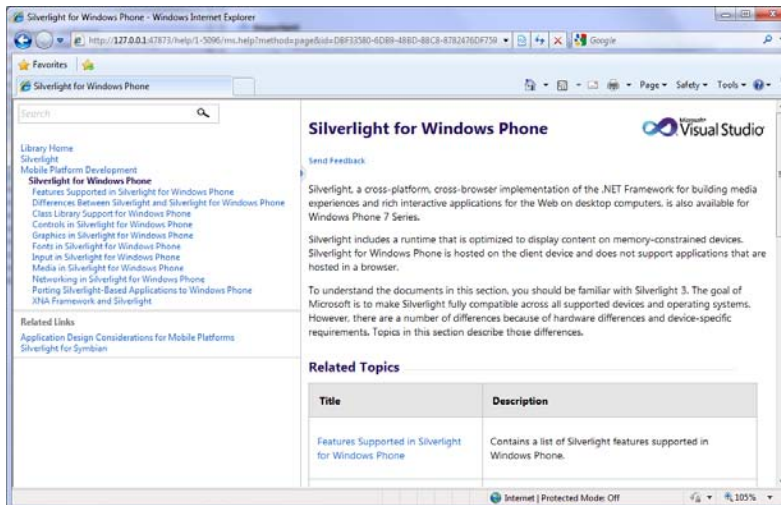 Silverlight for Windows Phone - Windows Internet Explorer
http://127.0.0.1:47873/help/1-5096/ms.help?method=page&id=DBF33580-6DB9-48BD-88C8-8782476DF759
Google
Favorites
Silverlight for Windows Phone
Page
Safety
Tools
Search
Library Home
Silverlight
Mobile Platform Development
Silverlight for Windows Phone
Features Supported in Silverlight for Windows Phone
Differences Between Silverlight and Silverlight for Windows Phone
Class Library Support for Windows Phone
Controls in Silverlight for Windows Phone
Graphics in Silverlight for Windows Phone
Fonts in Silverlight for Windows Phone
Input in Silverlight for Windows Phone
Media in Silverlight for Windows Phone
Networking in Silverlight for Windows Phone
Porting Silverlight-Based Applications to Windows Phone
XNA Framework and Silverlight
Related Links
Application Design Considerations for Mobile Platforms
Silverlight for Symbian
Silverlight for Windows Phone
Microsoft
Visual Studio
Send Feedback
Silverlight, a cross-platform, cross-browser implementation of the .NET Framework for building media
experiences and rich interactive applications for the Web on desktop computers, is also available for
Windows Phone 7 Series.
Silverlight includes a runtime that is optimized to display content on memory-constrained devices.
Silverlight for Windows Phone is hosted on the client device and does not support applications that are
hosted in a browser.
To understand the documents in this section, you should be familiar with Silverlight 3. The goal of
Microsoft is to make Silverlight fully compatible across all supported devices and operating systems.
However, there are a number of differences because of hardware differences and device-specific
requirements. Topics in this section describe those differences.
Related Topics
Title
Description
Features Supported in Silverlight
for Windows Phone
Contains a list of Silverlight features supported in
Windows Phone.
Internet | Protected Mode: Off
105%